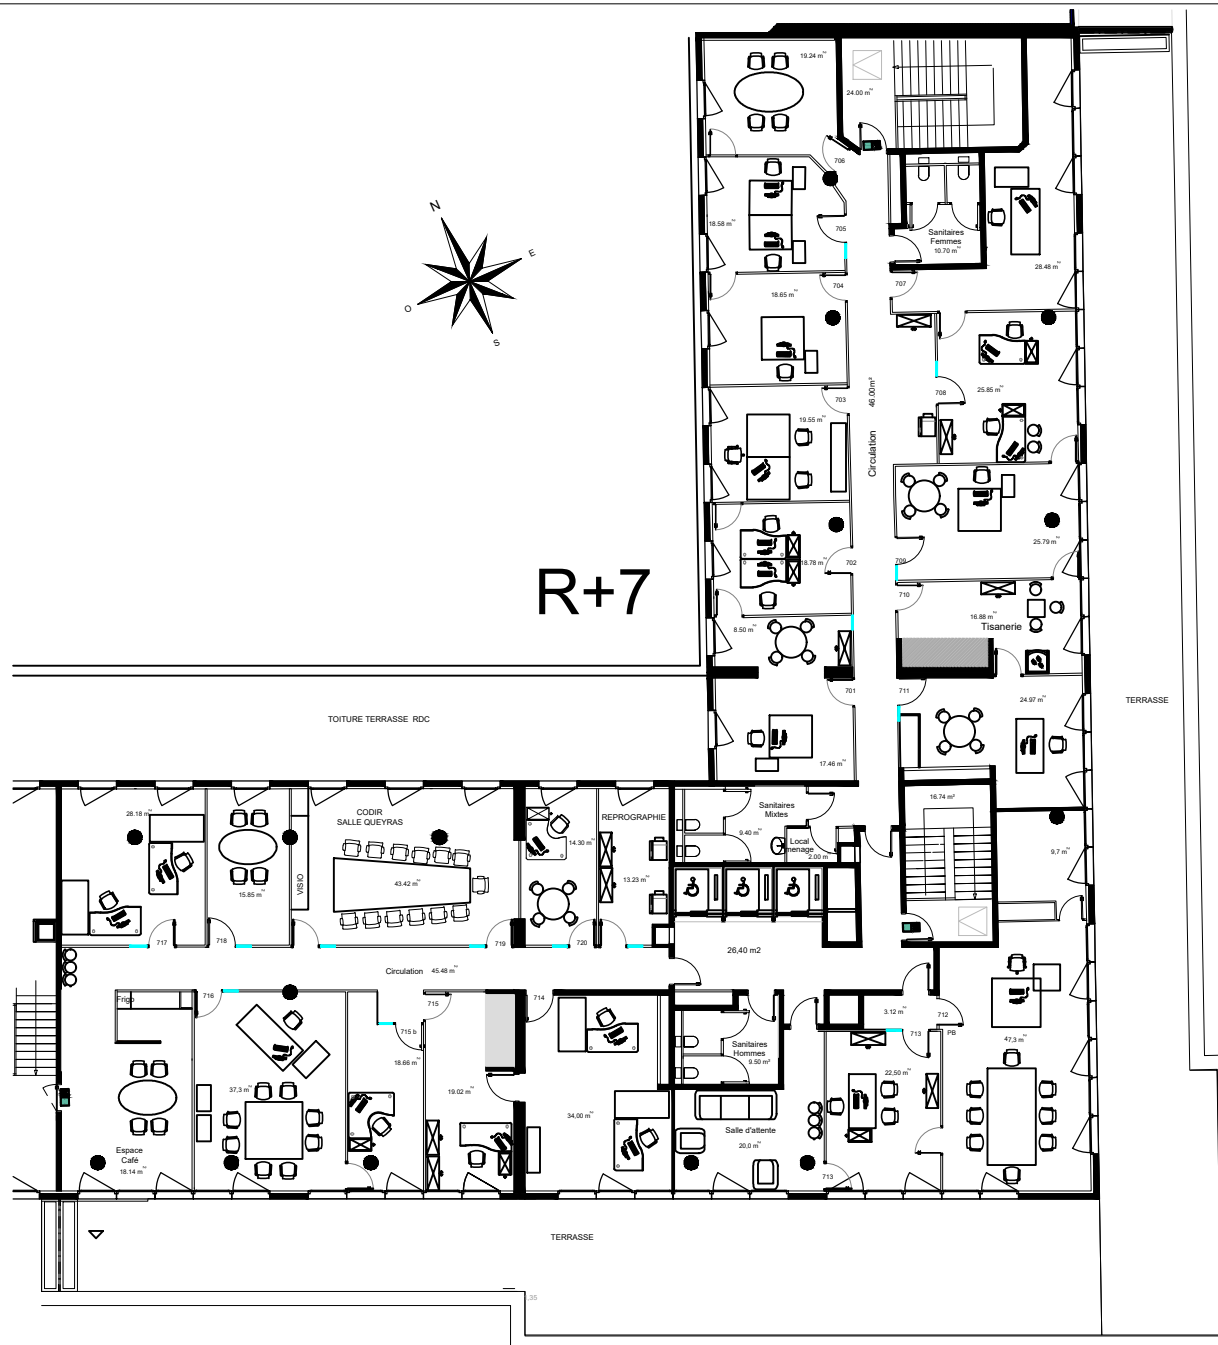 19.24 m²
24.00 m²
706
N
E
O
S
18.58 m²
705
Sanitaires
Femmes
10.70 m²
28.48 m²
704
707
18.65 m²
703
708
25.85 m²
19.55 m²
46.00m²
Circulation
R+7
18.78 m²
702
709
25.79 m²
710
16.88 m²
Tisanerie
8.50 m²
701
711
24.97 m²
TERRASSE
TOITURE TERRASSE RDC
17.46 m²
16.74 m²
28.18 m²
CODIR
SALLE QUEYRAS
REPROGRAPHIE
Sanitaires
Mixtes
9.40 m²
Local
menage
2.00 m
14.30 m²
9,7 m²
15.85 m²
VISIO
43.42 m²
13.23 m²
717
718
719
720
26,40 m2
Circulation 45.48 m²
Frigo
716
715
714
715 b
3.12 m²
712
713
PB
47,3 m²
18.66 m²
Sanitaires
Hommes
9.50 m²
22,50 m²
37,3 m²
19.02 m²
34,00 m²
Salle d'attente
20,0 m²
Espace
Café
18.14 m²
713
TERRASSE
,35